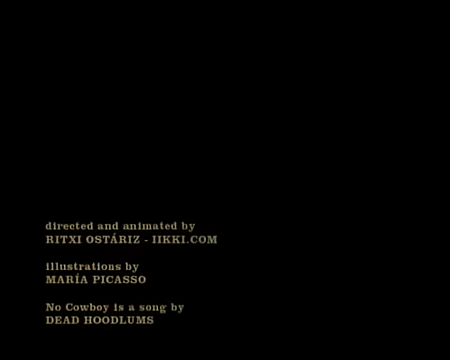 directed and animated by
RITXI OSTÁRIZ - IIKKI.COM
illustrations by
MARÍA PICASSO
No Cowboy is a song by
DEAD HOODLUMS